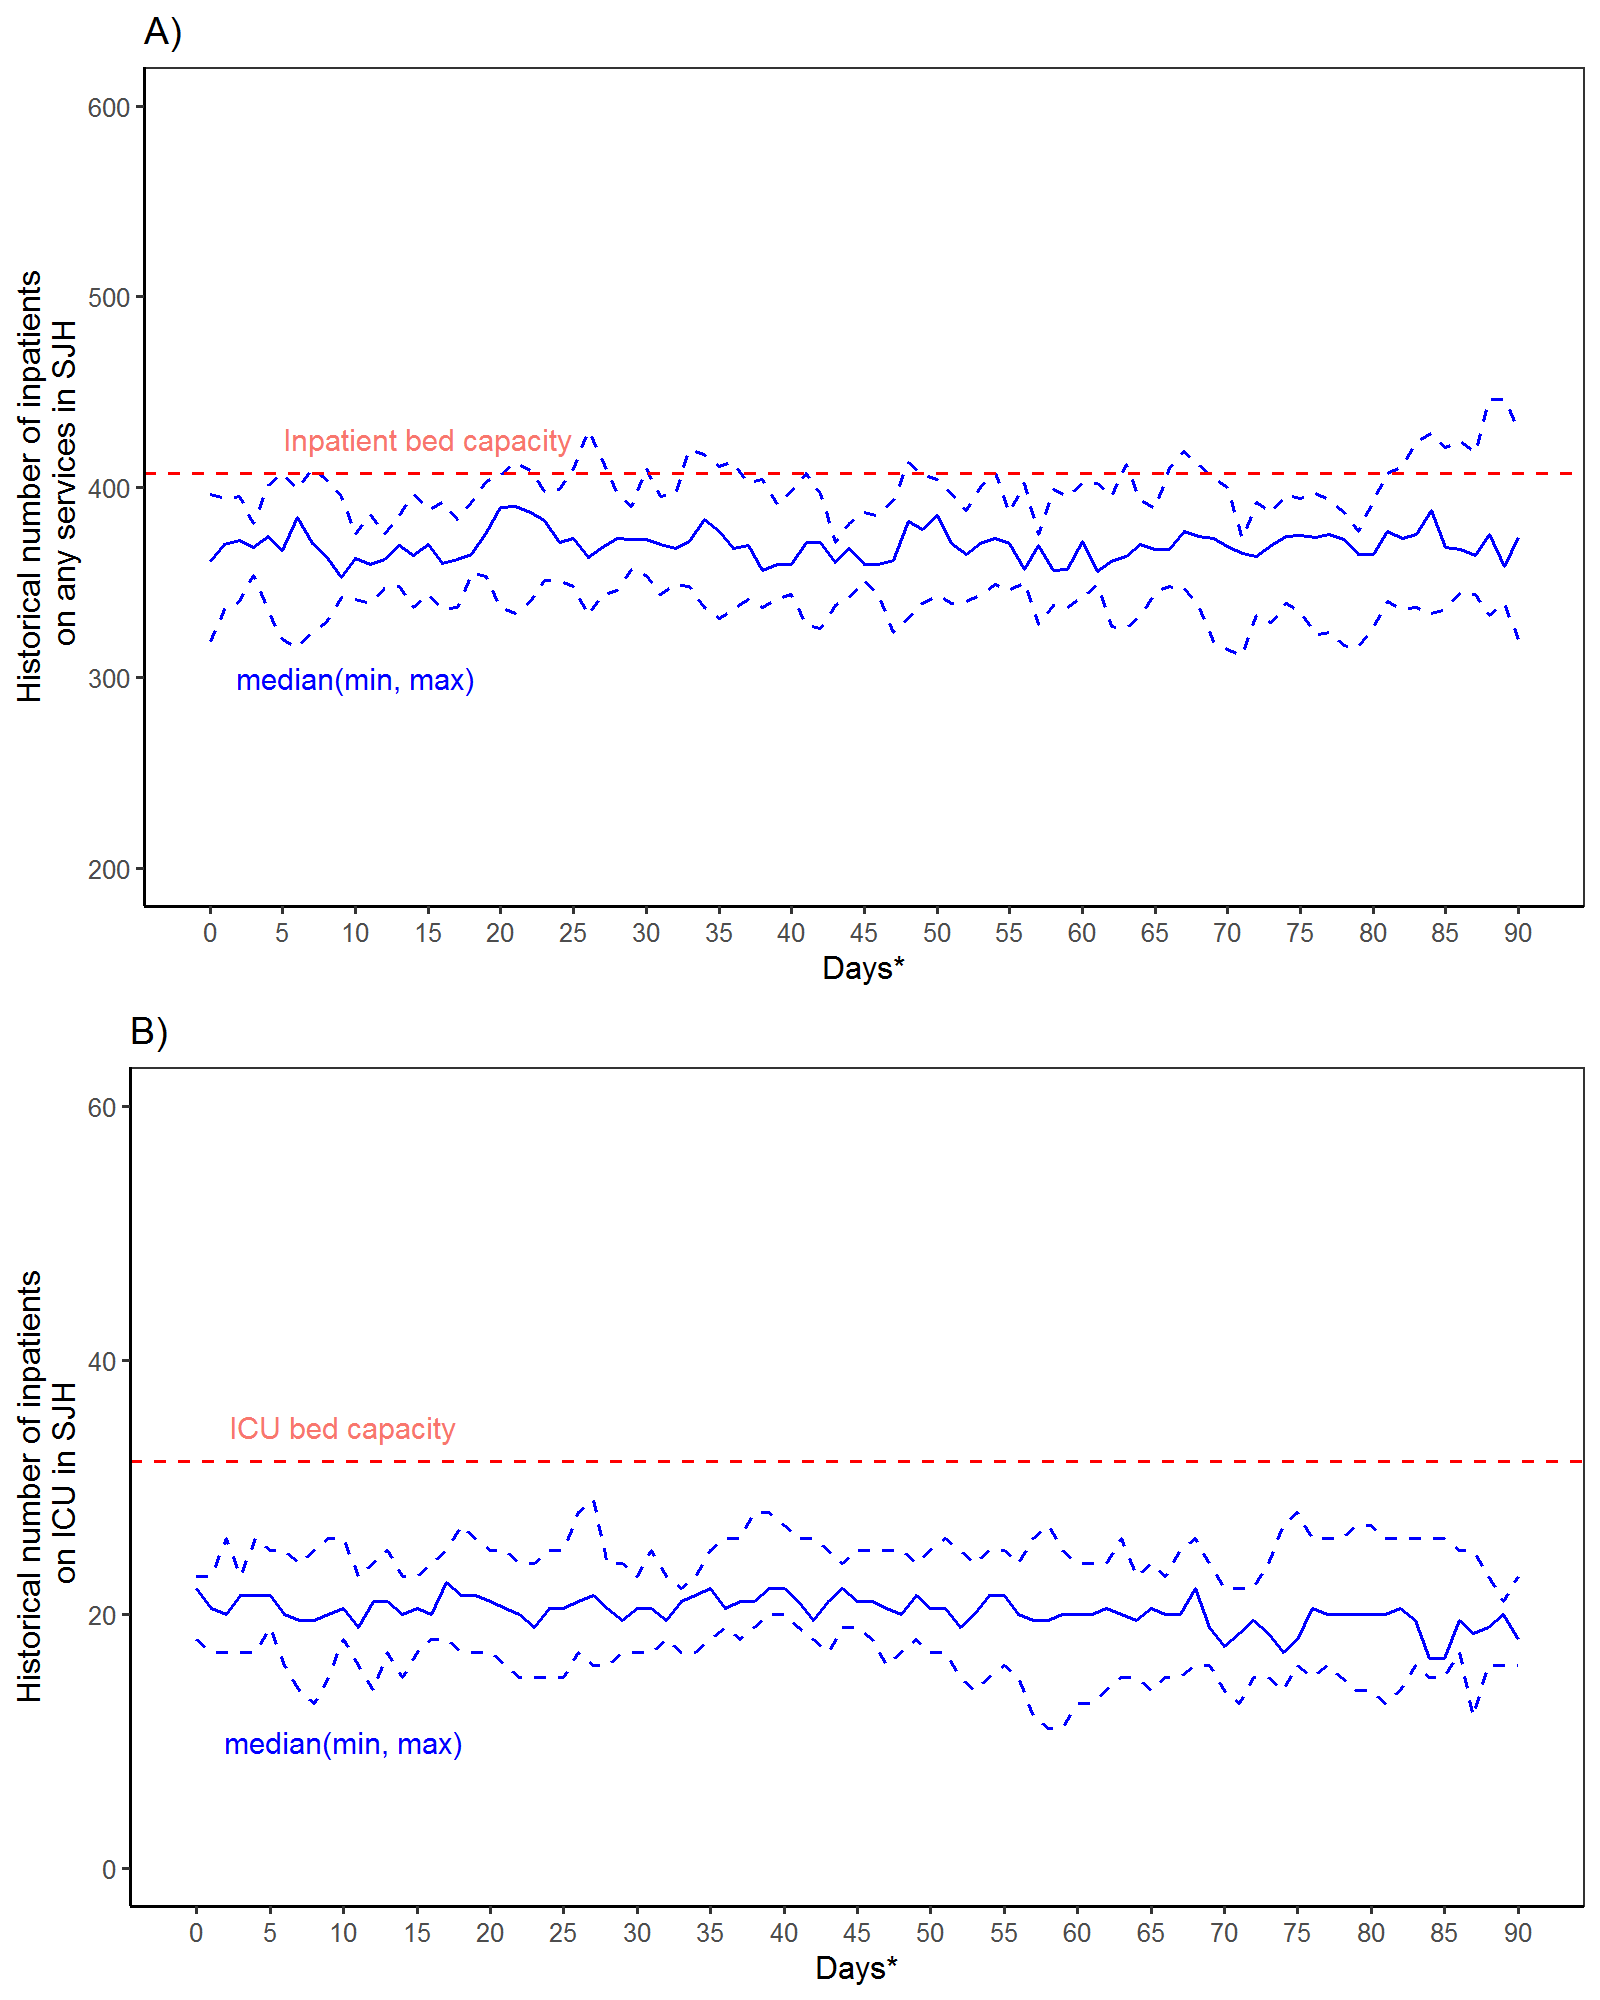 A)
600
500
400
300
200
Historical number of inpatients
on any services in SJH
Inpatient bed capacity
median(min, max)
0 5 10 15 20 25 30 35 40 45 50 55 60 65 70 75 80 85 90
Days*
B)
60
40
20
0
Historical number of inpatients
on ICU in SJH
ICU bed capacity
median(min, max)
0 5 10 15 20 25 30 35 40 45 50 55 60 65 70 75 80 85 90
Days*